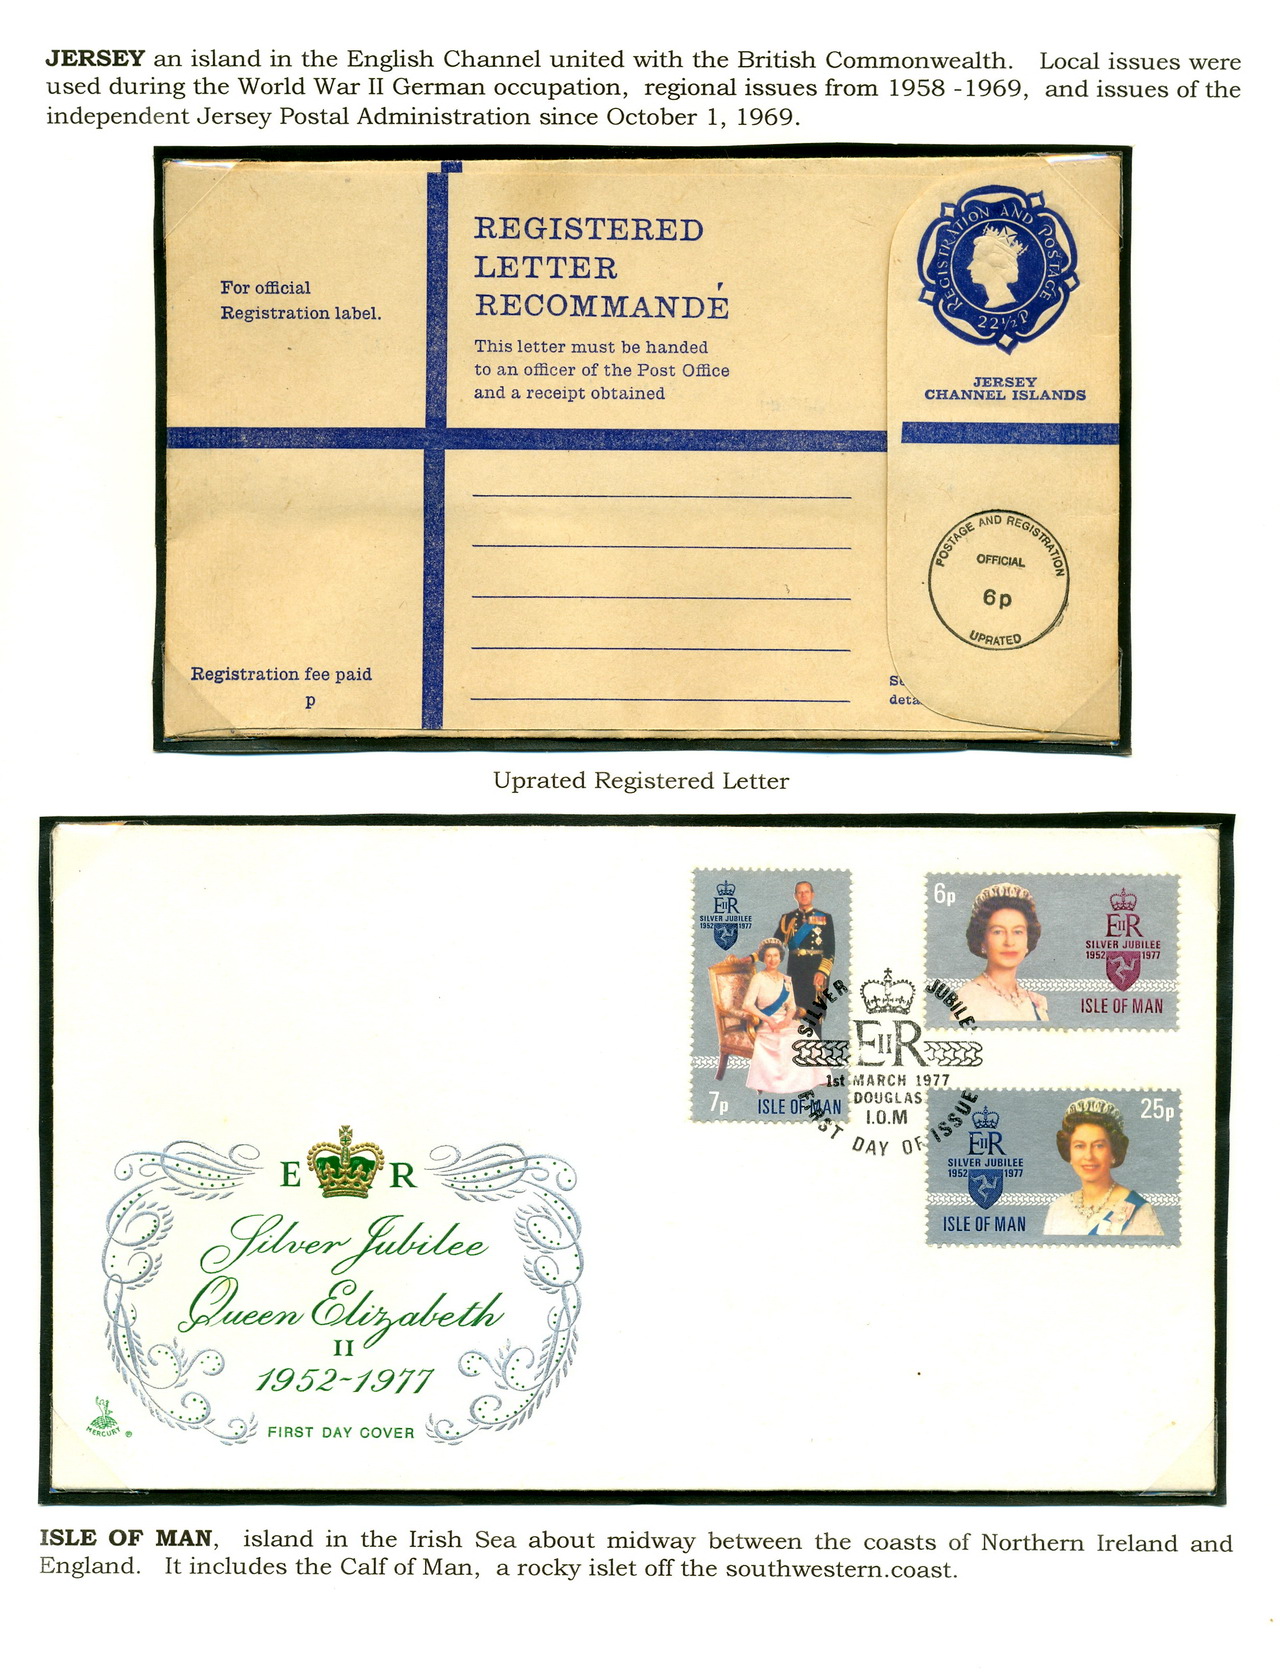 JERSEY an island in the English Channel united with the British Commonwealth. Local issues were
used during the World War II German occupation, regional issues from 1958 -1969, and issues of the
independent Jersey Postal Administration since October 1, 1969.
For official
Registration label.
REGISTERED
LETTER
RECOMMANDÉ
This letter must be handed
to an officer of the Post Office
and a receipt obtained
REGISTRATION AND POSTAGE
22½P
JERSEY
CHANNEL ISLANDS
POSTAGE AND REGISTRATION
OFFICIAL
6p
UPRATED
Registration fee paid
p
deta
Uprated Registered Letter
EIIR
SILVER JUBILEE
1952 1977
7p ISLE OF MAN
6p
EIIR
SILVER JUBILEE
1952 1977
ISLE OF MAN
SILVER JUBILEE
EIIR
1st MARCH 1977
DOUGLAS
I.O.M
FIRST DAY OF ISSUE
25p
EIIR
SILVER JUBILEE
1952 1977
ISLE OF MAN
E R
Silver Jubilee
Queen Elizabeth
II
1952-1977
FIRST DAY COVER
MERCURY ®
ISLE OF MAN, island in the Irish Sea about midway between the coasts of Northern Ireland and
England. It includes the Calf of Man, a rocky islet off the southwestern.coast.